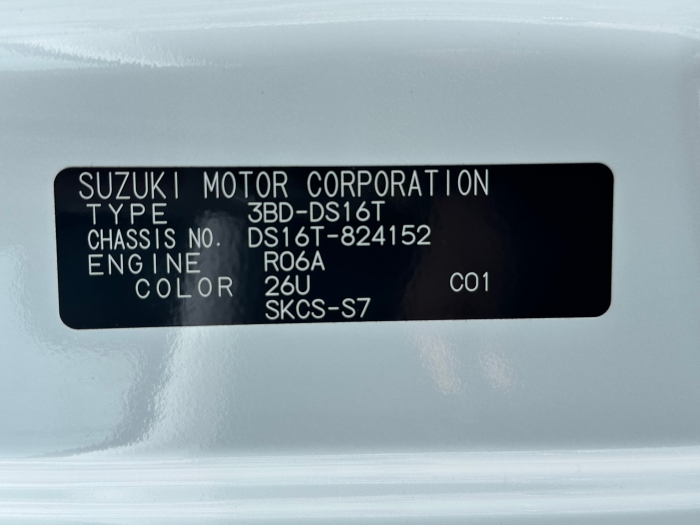 SUZUKI MOTOR CORPORATION
TYPE 3BD-DS16T
CHASSIS NO. DS16T-824152
ENGINE R06A
COLOR 26U C01
SKCS-S7